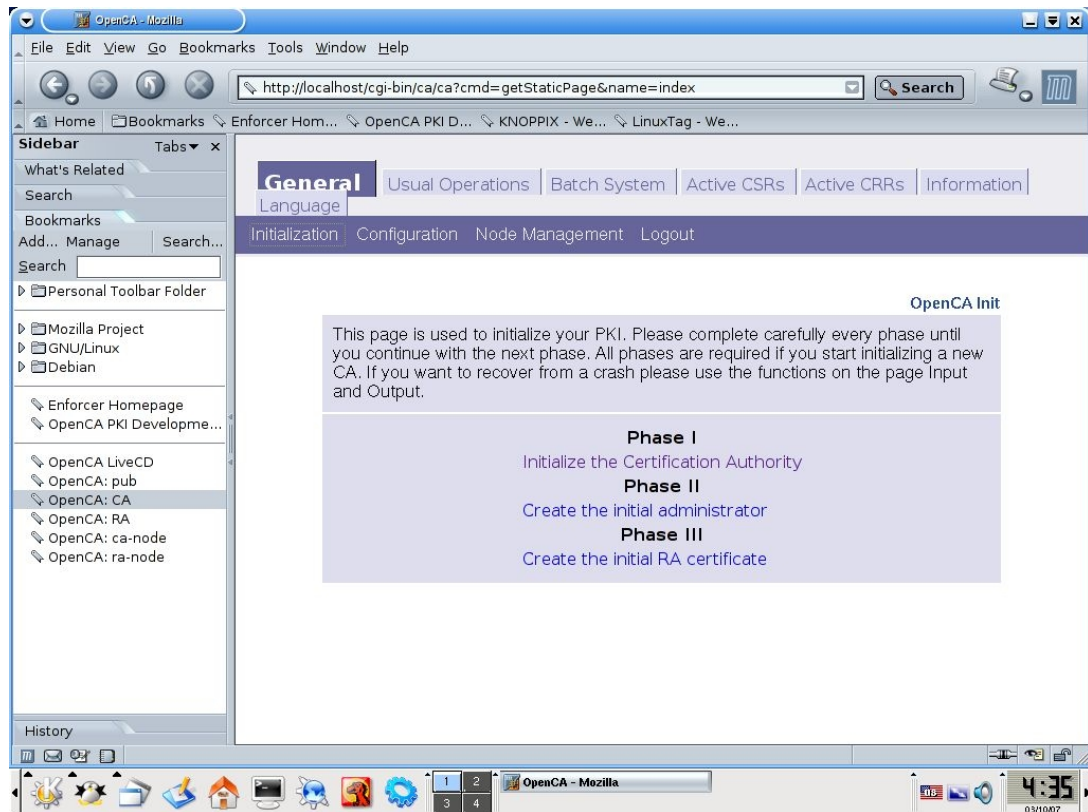 OpenCA - Mozilla
File Edit View Go Bookmarks Tools Window Help
http://localhost/cgi-bin/ca/ca?cmd=getStaticPage&name=index
Search
Home Bookmarks Enforcer Hom... OpenCA PKI D... KNOPPIX - We... LinuxTag - We...
Sidebar Tabs x
What's Related
Search
Bookmarks
Add... Manage Search...
Search
Personal Toolbar Folder
Mozilla Project
GNU/Linux
Debian
Enforcer Homepage
OpenCA PKI Developme...
OpenCA LiveCD
OpenCA: pub
OpenCA: CA
OpenCA: RA
OpenCA: ca-node
OpenCA: ra-node
History
General Usual Operations Batch System Active CSRs Active CRRs Information
Language
Initialization Configuration Node Management Logout
OpenCA Init
This page is used to initialize your PKI. Please complete carefully every phase until
you continue with the next phase. All phases are required if you start initializing a new
CA. If you want to recover from a crash please use the functions on the page Input
and Output.
Phase I
Initialize the Certification Authority
Phase II
Create the initial administrator
Phase III
Create the initial RA certificate
1 2
3 4
OpenCA - Mozilla
us
4:35
03/10/07